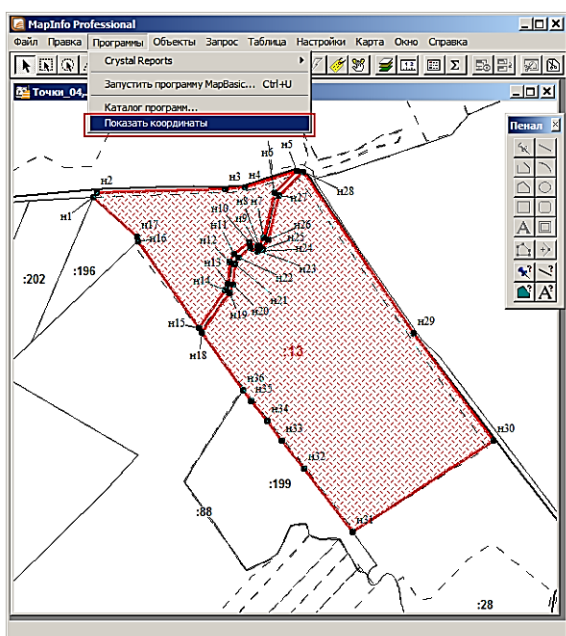 MapInfo Professional
Файл Правка Программы Объекты Запрос Таблица Настройки Карта Окно Справка
Crystal Reports
Запустить программу MapBasic... Ctrl+U
Каталог программ...
Показать координаты
Точки_04,
Пенал
н6
н5
н4
н3
н2
н28
н1
н27
н8 н7
н10
н9
н26
н11
н25
н17
н16
н12
н24
н23
:196
н13
н22
:202
н14
н21
н20
н19
н15
н29
н18
:13
н36
н35
н34
н33
н30
н32
:199
:88
н31
:28